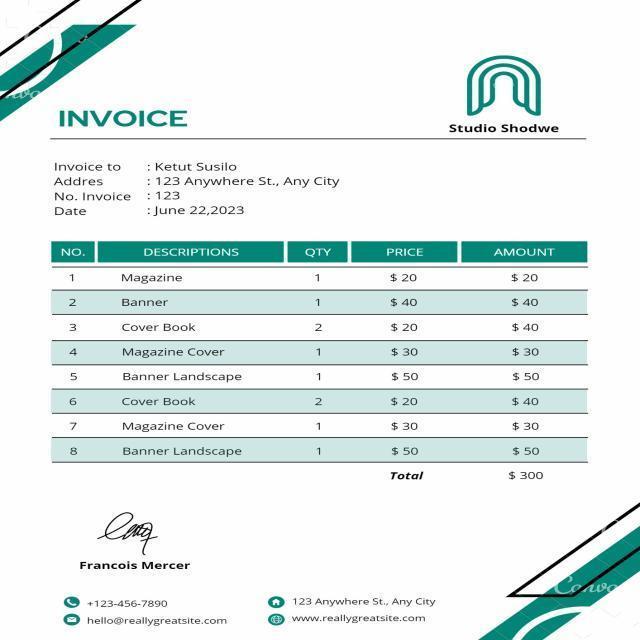 INVOICE
Studio Shodwe
Invoice to : Ketut Susilo
Addres : 123 Anywhere St., Any City
No. Invoice : 123
Date : June 22,2023
NO. DESCRIPTIONS QTY PRICE AMOUNT
1 Magazine 1 $ 20 $ 20
2 Banner 1 $ 40 $ 40
3 Cover Book 2 $ 20 $ 40
4 Magazine Cover 1 $ 30 $ 30
5 Banner Landscape 1 $ 50 $ 50
6 Cover Book 2 $ 20 $ 40
7 Magazine Cover 1 $ 30 $ 30
8 Banner Landscape 1 $ 50 $ 50
Total $ 300
Francois Mercer
+123-456-7890 123 Anywhere St., Any City
hello@reallygreatsite.com www.reallygreatsite.com